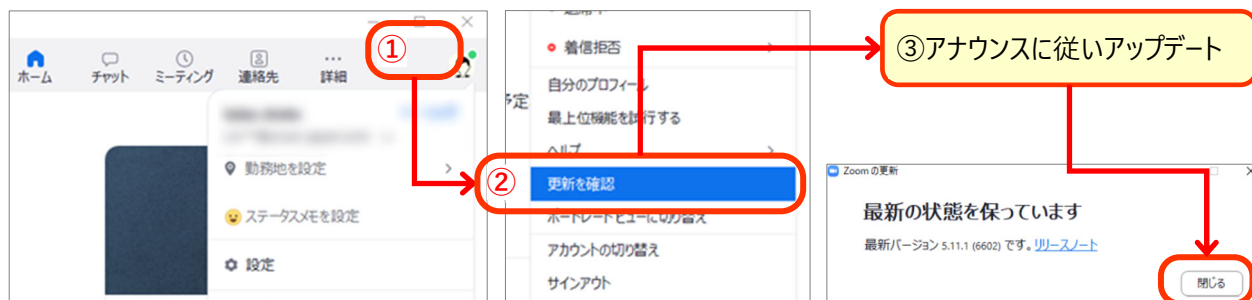 ①
ホーム
チャット
ミーティング
連絡先
詳細
勤務地を設定
ステータスメモを設定
設定
着信拒否
自分のプロフィール
予定
最上位機能を試行する
ヘルプ
②
更新を確認
ポートレートビューに切り替え
アカウントの切り替え
サインアウト
③アナウンスに従いアップデート
Zoom の更新
最新の状態を保っています
最新バージョン 5.11.1 (6602) です。リリースノート
閉じる